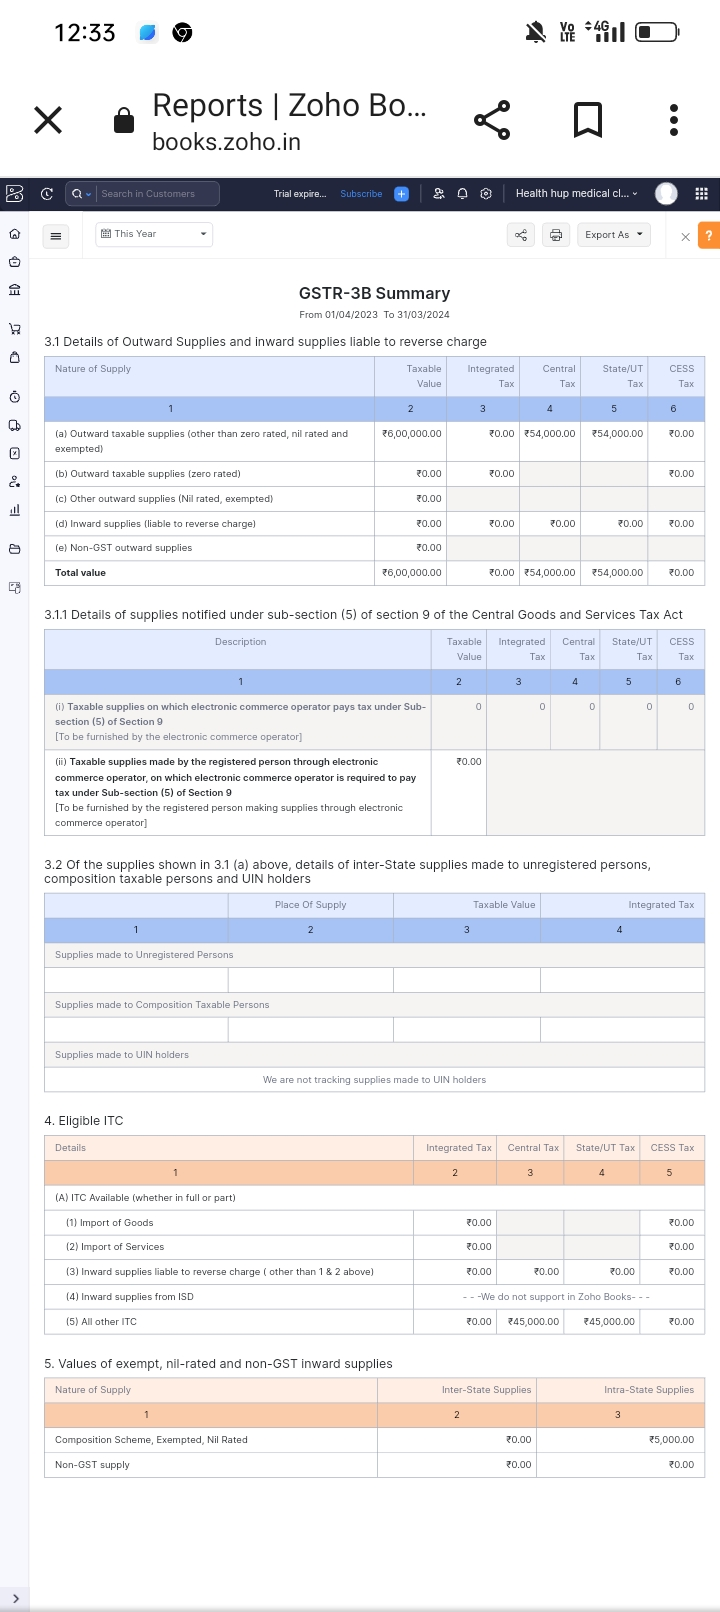 12:33
Vo LTE 4G
Reports | Zoho Bo...
books.zoho.in
Search in Customers
Trial expire... Subscribe
Health hup medical cl...
This Year
Export As
?
GSTR-3B Summary
From 01/04/2023 To 31/03/2024
3.1 Details of Outward Supplies and inward supplies liable to reverse charge
Nature of Supply Taxable Value Integrated Tax Central Tax State/UT Tax CESS Tax
1 2 3 4 5 6
(a) Outward taxable supplies (other than zero rated, nil rated and
exempted) ₹6,00,000.00 ₹0.00 ₹54,000.00 ₹54,000.00 ₹0.00
(b) Outward taxable supplies (zero rated) ₹0.00 ₹0.00 ₹0.00
(c) Other outward supplies (Nil rated, exempted) ₹0.00
(d) Inward supplies (liable to reverse charge) ₹0.00 ₹0.00 ₹0.00 ₹0.00 ₹0.00
(e) Non-GST outward supplies ₹0.00
Total value ₹6,00,000.00 ₹0.00 ₹54,000.00 ₹54,000.00 ₹0.00
3.1.1 Details of supplies notified under sub-section (5) of section 9 of the Central Goods and Services Tax Act
Description Taxable Value Integrated Tax Central Tax State/UT Tax CESS Tax
1 2 3 4 5 6
(i) Taxable supplies on which electronic commerce operator pays tax under Sub-
section (5) of Section 9
[To be furnished by the electronic commerce operator] 0 0 0 0 0
(ii) Taxable supplies made by the registered person through electronic
commerce operator, on which electronic commerce operator is required to pay
tax under Sub-section (5) of Section 9
[To be furnished by the registered person making supplies through electronic
commerce operator] ₹0.00
3.2 Of the supplies shown in 3.1 (a) above, details of inter-State supplies made to unregistered persons,
composition taxable persons and UIN holders
Place Of Supply Taxable Value Integrated Tax
1 2 3 4
Supplies made to Unregistered Persons
Supplies made to Composition Taxable Persons
Supplies made to UIN holders
We are not tracking supplies made to UIN holders
4. Eligible ITC
Details Integrated Tax Central Tax State/UT Tax CESS Tax
1 2 3 4 5
(A) ITC Available (whether in full or part)
(1) Import of Goods ₹0.00 ₹0.00
(2) Import of Services ₹0.00 ₹0.00
(3) Inward supplies liable to reverse charge ( other than 1 & 2 above) ₹0.00 ₹0.00 ₹0.00 ₹0.00
(4) Inward supplies from ISD - - -We do not support in Zoho Books- - -
(5) All other ITC ₹0.00 ₹45,000.00 ₹45,000.00 ₹0.00
5. Values of exempt, nil-rated and non-GST inward supplies
Nature of Supply Inter-State Supplies Intra-State Supplies
1 2 3
Composition Scheme, Exempted, Nil Rated ₹0.00 ₹5,000.00
Non-GST supply ₹0.00 ₹0.00